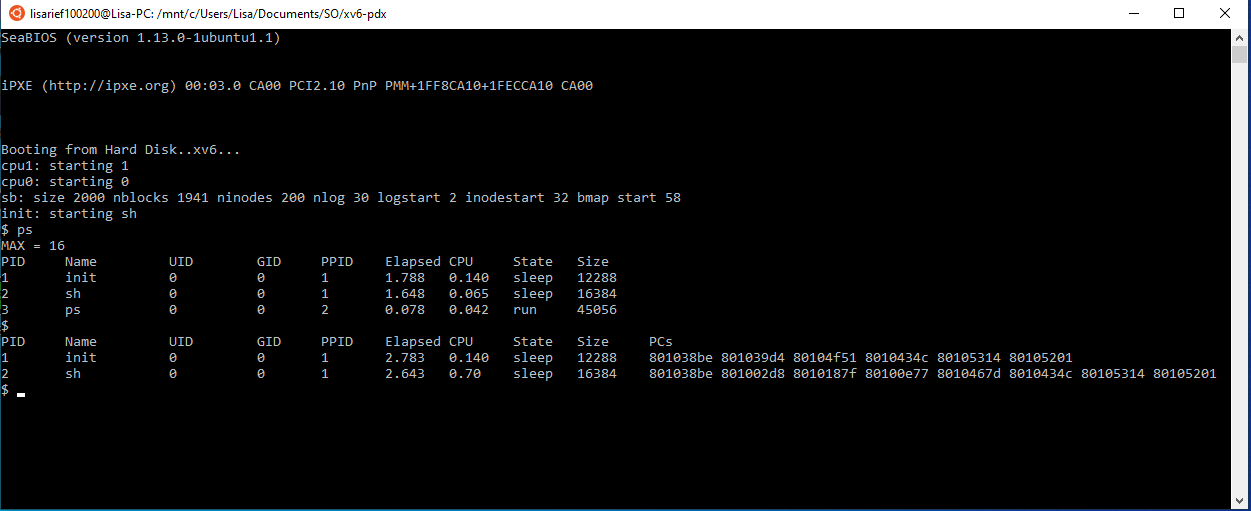 lisarief100200@Lisa-PC: /mnt/c/Users/Lisa/Documents/SO/xv6-pdx
SeaBIOS (version 1.13.0-1ubuntu1.1)
iPXE (http://ipxe.org) 00:03.0 CA00 PCI2.10 PnP PMM+1FF8CA10+1FECCA10 CA00
Booting from Hard Disk..xv6...
cpu1: starting 1
cpu0: starting 0
sb: size 2000 nblocks 1941 ninodes 200 nlog 30 logstart 2 inodestart 32 bmap start 58
init: starting sh
$ ps
MAX = 16
PID Name UID GID PPID Elapsed CPU State Size
1 init 0 0 1 1.788 0.140 sleep 12288
2 sh 0 0 1 1.648 0.065 sleep 16384
3 ps 0 0 2 0.078 0.042 run 45056
$
PID Name UID GID PPID Elapsed CPU State Size PCs
1 init 0 0 1 2.783 0.140 sleep 12288 801038be 801039d4 80104f51 8010434c 80105314 80105201
2 sh 0 0 1 2.643 0.70 sleep 16384 801038be 801002d8 8010187f 80100e77 8010467d 8010434c 80105314 80105201
$